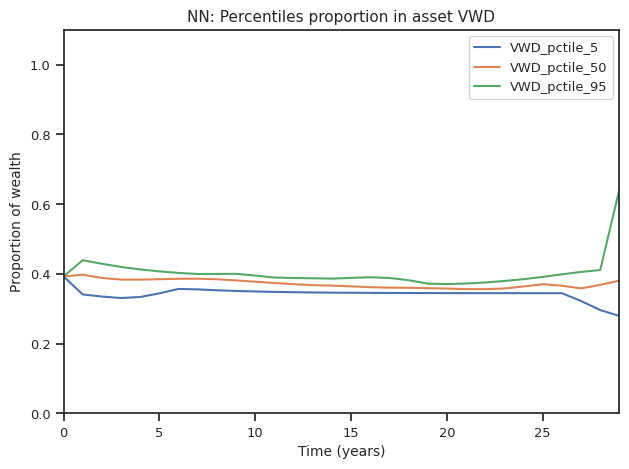 NN: Percentiles proportion in asset VWD
VWD_pctile_5
VWD_pctile_50
VWD_pctile_95
Proportion of wealth
1.0
0.8
0.6
0.4
0.2
0.0
0 5 10 15 20 25
Time (years)